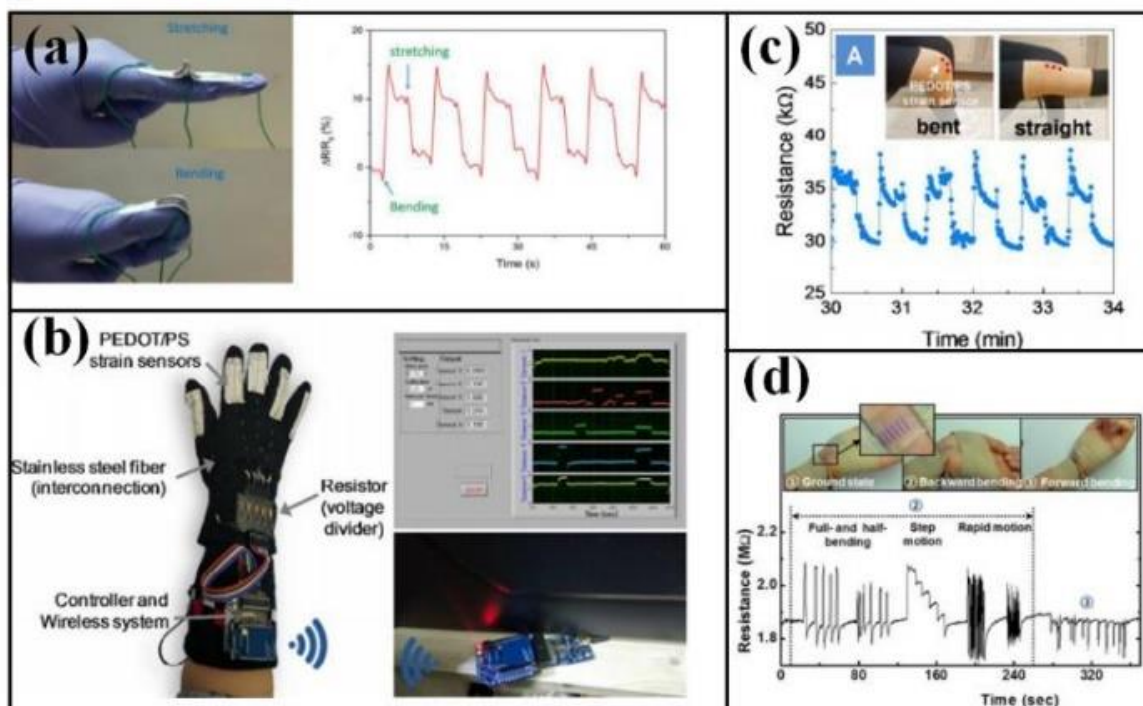 (a)
Stretching
Bending
20
10
0
-10
ΔR/R₀ (%)
stretching
Bending
0
15
30
45
60
Time (s)
(b)
PEDOT/PS
strain sensors
Stainless steel fiber
(interconnection)
Resistor
(voltage
divider)
Controller and
Wireless system
(c)
A
PEDOT/PS
strain sensor
bent
straight
50
45
40
35
30
25
Resistance (kΩ)
30
31
32
33
34
Time (min)
(d)
① Ground state
② Backward bending
③ Forward bending
②
Full- and half-
bending
Step
motion
Rapid motion
③
2.2
2.0
1.8
Resistance (MΩ)
0
80
160
240
320
Time (sec)